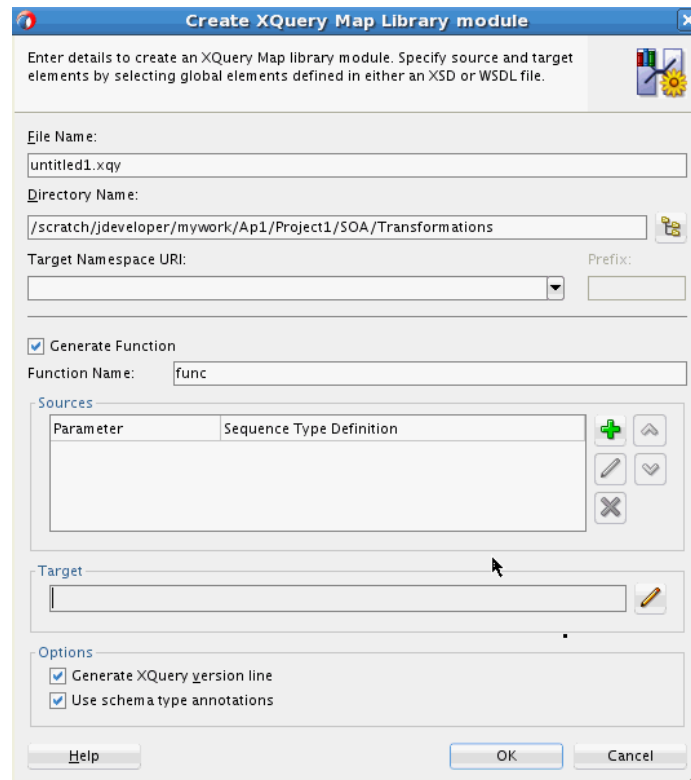 Create XQuery Map Library module
Enter details to create an XQuery Map library module. Specify source and target
elements by selecting global elements defined in either an XSD or WSDL file.
File Name:
untitled1.xqy
Directory Name:
/scratch/jdeveloper/mywork/Ap1/Project1/SOA/Transformations
Target Namespace URI:
Prefix:
Generate Function
Function Name:
func
Sources
Parameter
Sequence Type Definition
Target
Options
Generate XQuery version line
Use schema type annotations
Help
OK
Cancel